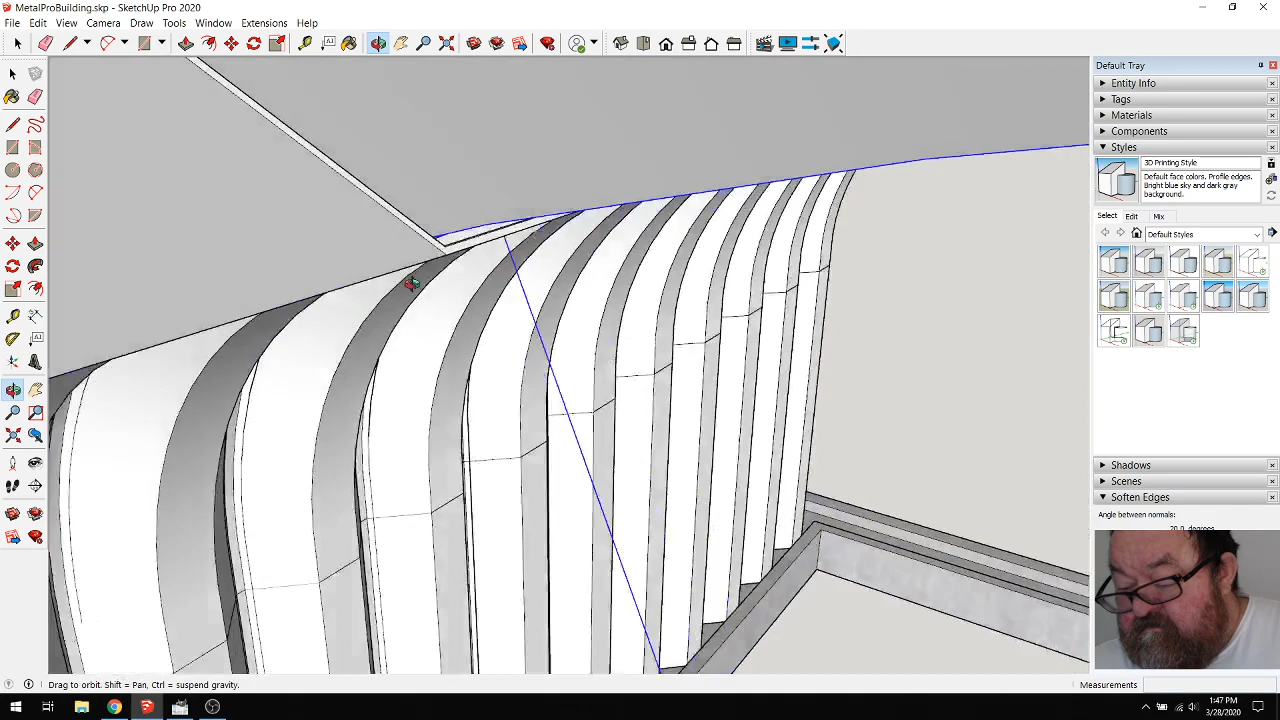 MetalProBuilding.skp - SketchUp Pro 2020
File Edit View Camera Draw Tools Window Extensions Help
Default Tray
Entity Info
Tags
Materials
Components
Styles
3D Printing Style
Default face colors. Profile edges.
Bright blue sky and dark gray
background.
Select Edit Mix
Default Styles
Shadows
Scenes
Soften Edges
Angle between normals:
20.0 degrees
Drag to orbit. Shift = Pan, Ctrl = suspend gravity.
Measurements
1:47 PM
3/28/2020